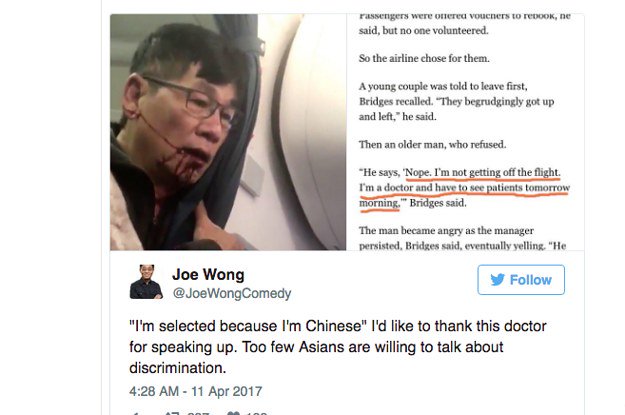 Passengers were offered vouchers to rebook, he
said, but no one volunteered.
So the airline chose for them.
A young couple was told to leave first,
Bridges recalled. “They begrudgingly got up
and left,” he said.
Then an older man, who refused.
“He says, ‘Nope. I’m not getting off the flight.
I’m a doctor and have to see patients tomorrow
morning.’” Bridges said.
The man became angry as the manager
persisted, Bridges said, eventually yelling. “He
Joe Wong
@JoeWongComedy
Follow
"I'm selected because I'm Chinese" I'd like to thank this doctor
for speaking up. Too few Asians are willing to talk about
discrimination.
4:28 AM - 11 Apr 2017